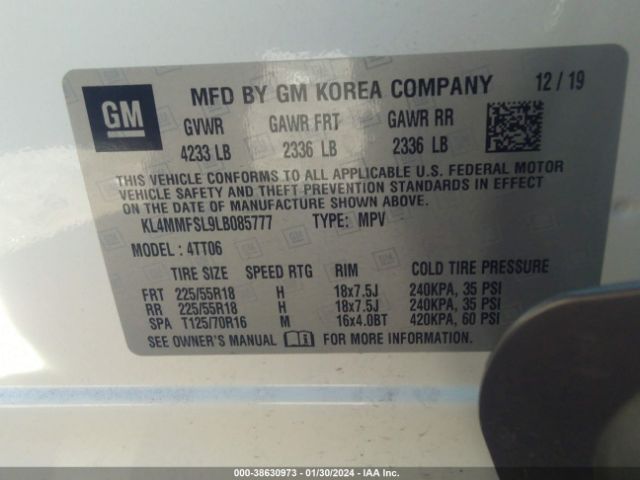 GM
MFD BY GM KOREA COMPANY 12/19
GVWR GAWR FRT GAWR RR
4233 LB 2336 LB 2336 LB
THIS VEHICLE CONFORMS TO ALL APPLICABLE U.S. FEDERAL MOTOR
VEHICLE SAFETY AND THEFT PREVENTION STANDARDS IN EFFECT
ON THE DATE OF MANUFACTURE SHOWN ABOVE.
KL4MMFSL9LB085777 TYPE: MPV
MODEL: 4TT06
TIRE SIZE SPEED RTG RIM COLD TIRE PRESSURE
FRT 225/55R18 H 18x7.5J 240KPA, 35 PSI
RR 225/55R18 H 18x7.5J 240KPA, 35 PSI
SPA T125/70R16 M 16x4.0BT 420KPA, 60 PSI
SEE OWNER'S MANUAL FOR MORE INFORMATION.
000-38630973 - 01/30/2024 - IAA Inc.